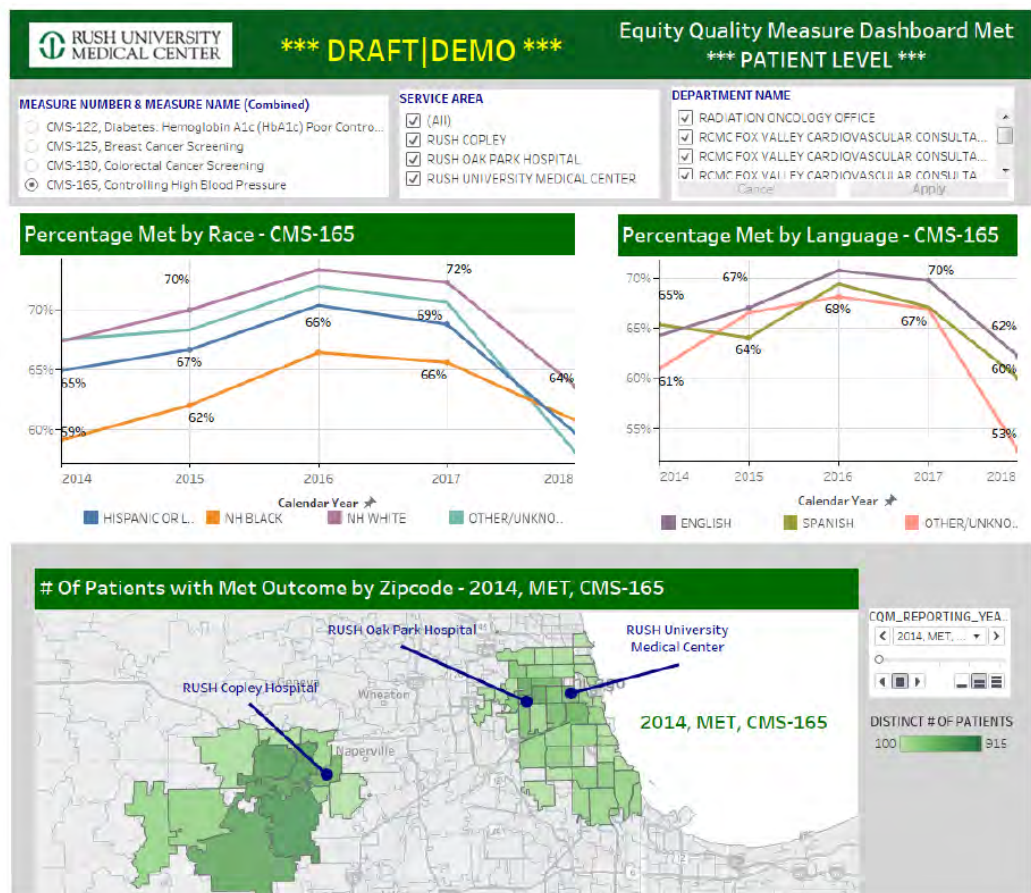 RUSH UNIVERSITY
MEDICAL CENTER
*** DRAFT|DEMO ***
Equity Quality Measure Dashboard Met
*** PATIENT LEVEL ***
MEASURE NUMBER & MEASURE NAME (Combined)
CMS-122, Diabetes: Hemoglobin A1c (HbA1c) Poor Contro...
CMS-125, Breast Cancer Screening
CMS-130, Colorectal Cancer Screening
CMS-165, Controlling High Blood Pressure
SERVICE AREA
(All)
RUSH COPLEY
RUSH OAK PARK HOSPITAL
RUSH UNIVERSITY MEDICAL CENTER
DEPARTMENT NAME
RADIATION ONCOLOGY OFFICE
RCMC FOX VALLEY CARDIOVASCULAR CONSULTA...
RCMC FOX VALLEY CARDIOVASCULAR CONSULTA...
RCMC FOX VALLEY CARDIOVASCULAR CONSULTA...
Cancel Apply
Percentage Met by Race - CMS-165
70%
65%
60%
70%
72%
66%
69%
65%
67%
66%
64%
59%
62%
2014 2015 2016 2017 2018
Calendar Year
HISPANIC OR L.. NH BLACK NH WHITE OTHER/UNKNO..
Percentage Met by Language - CMS-165
70%
65%
60%
55%
67%
70%
65%
68%
67%
62%
64%
61%
60%
53%
2014 2015 2016 2017 2018
Calendar Year
ENGLISH SPANISH OTHER/UNKNO..
# Of Patients with Met Outcome by Zipcode - 2014, MET, CMS-165
RUSH Oak Park Hospital
RUSH University
Medical Center
RUSH Copley Hospital
Geneva
Wheaton
Naperville
2014, MET, CMS-165
CQM_REPORTING_YEA..
2014, MET, ...
DISTINCT # OF PATIENTS
100 915